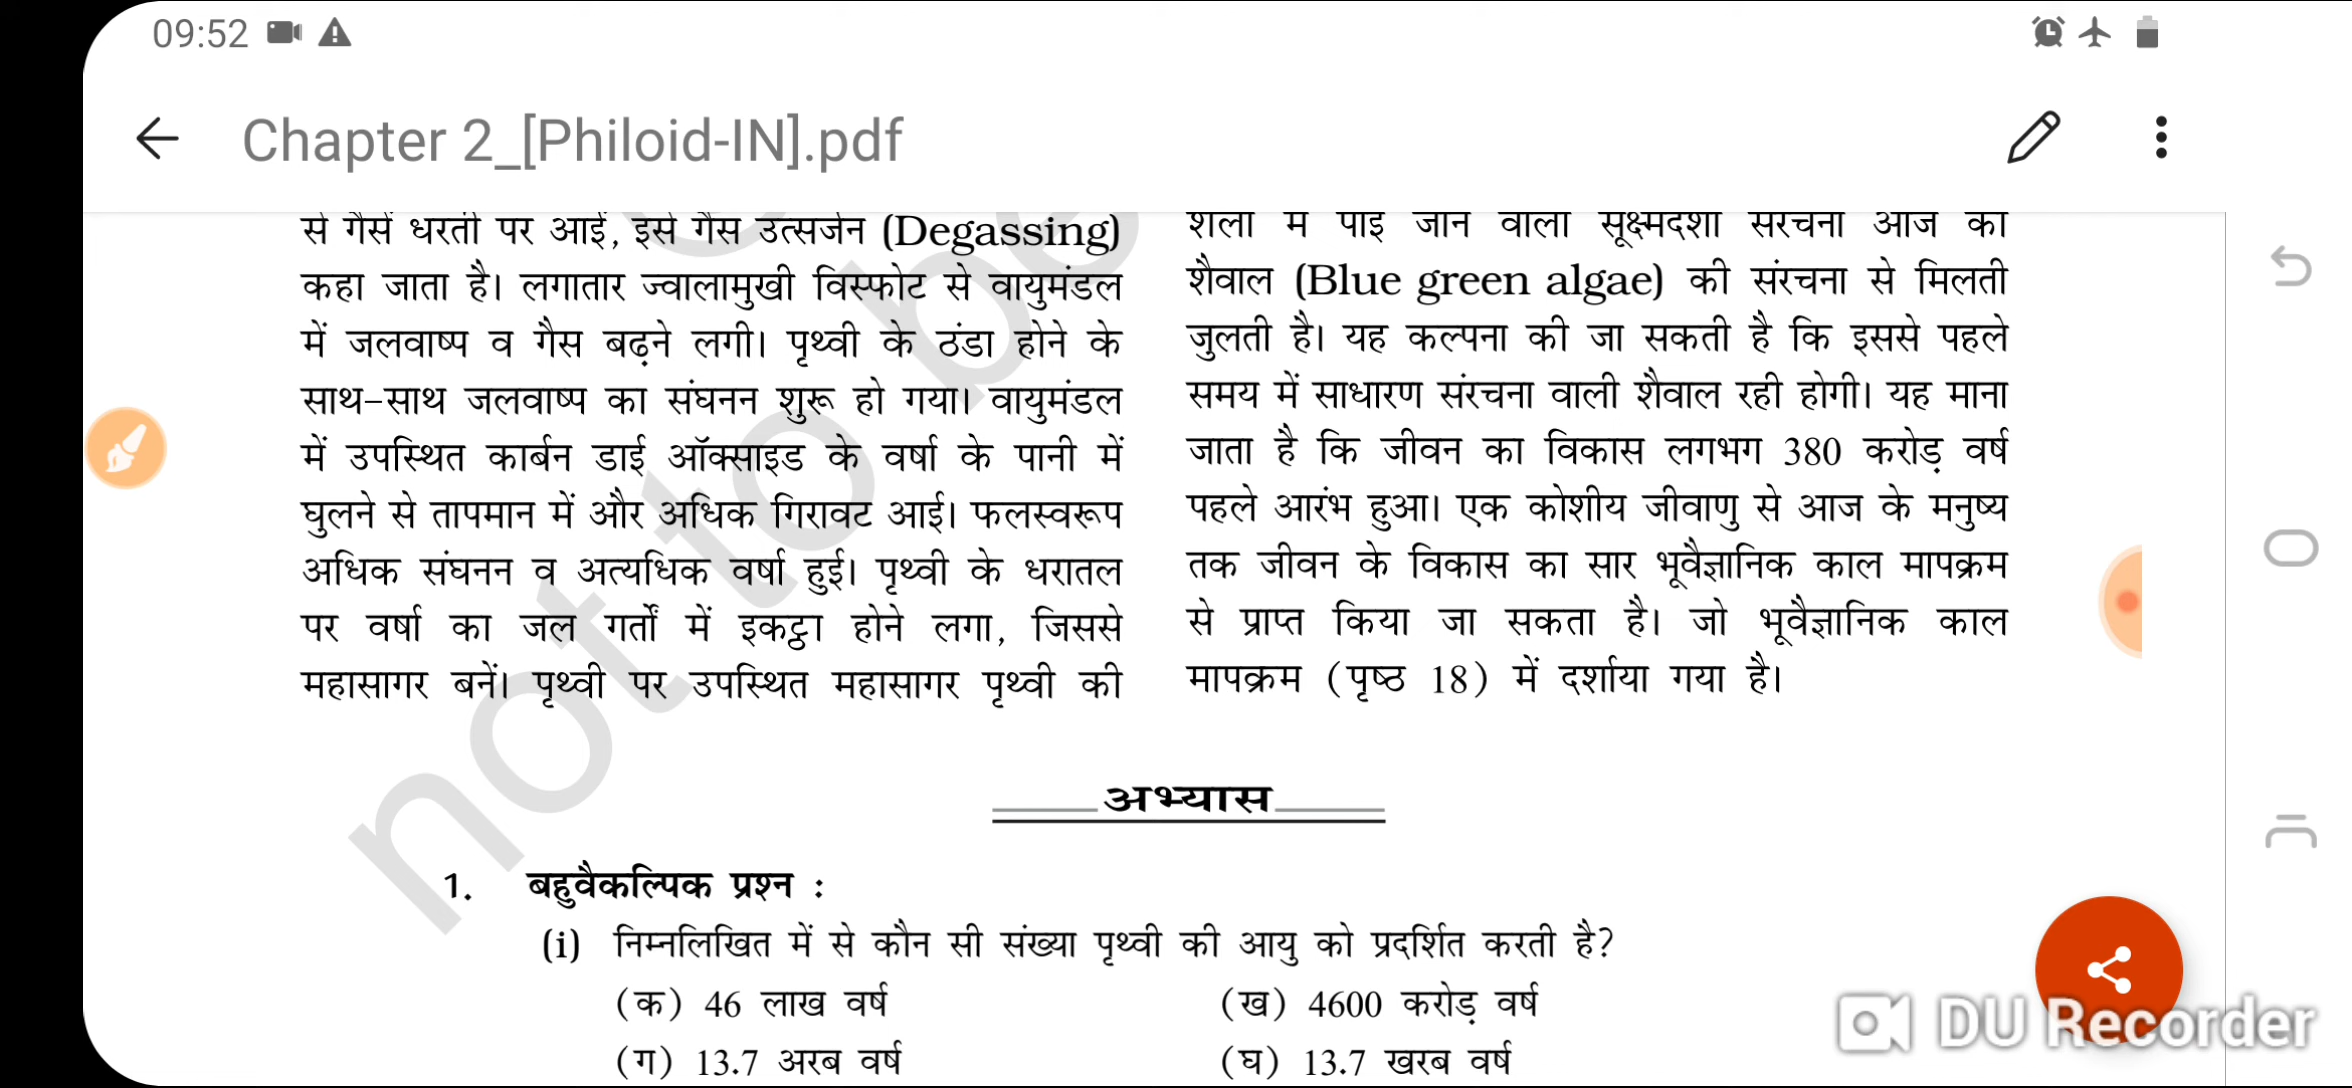 09:52
Chapter 2_[Philoid-IN].pdf
से गैसें धरती पर आईं, इसे गैस उत्सर्जन (Degassing)
कहा जाता है। लगातार ज्वालामुखी विस्फोट से वायुमंडल
में जलवाष्प व गैस बढ़ने लगी। पृथ्वी के ठंडा होने के
साथ-साथ जलवाष्प का संघनन शुरू हो गया। वायुमंडल
में उपस्थित कार्बन डाई ऑक्साइड के वर्षा के पानी में
घुलने से तापमान में और अधिक गिरावट आई। फलस्वरूप
अधिक संघनन व अत्यधिक वर्षा हुई। पृथ्वी के धरातल
पर वर्षा का जल गर्तों में इकट्ठा होने लगा, जिससे
महासागर बनें। पृथ्वी पर उपस्थित महासागर पृथ्वी की
शैलों में पाई जाने वाली सूक्ष्मदर्शी संरचना आज की
शैवाल (Blue green algae) की संरचना से मिलती
जुलती है। यह कल्पना की जा सकती है कि इससे पहले
समय में साधारण संरचना वाली शैवाल रही होगी। यह माना
जाता है कि जीवन का विकास लगभग 380 करोड़ वर्ष
पहले आरंभ हुआ। एक कोशीय जीवाणु से आज के मनुष्य
तक जीवन के विकास का सार भूवैज्ञानिक काल मापक्रम
से प्राप्त किया जा सकता है। जो भूवैज्ञानिक काल
मापक्रम (पृष्ठ 18) में दर्शाया गया है।
not to be
अभ्यास
1. बहुवैकल्पिक प्रश्न :
(i) निम्नलिखित में से कौन सी संख्या पृथ्वी की आयु को प्रदर्शित करती है?
(क) 46 लाख वर्ष (ख) 4600 करोड़ वर्ष
(ग) 13.7 अरब वर्ष (घ) 13.7 खरब वर्ष
DU Recorder